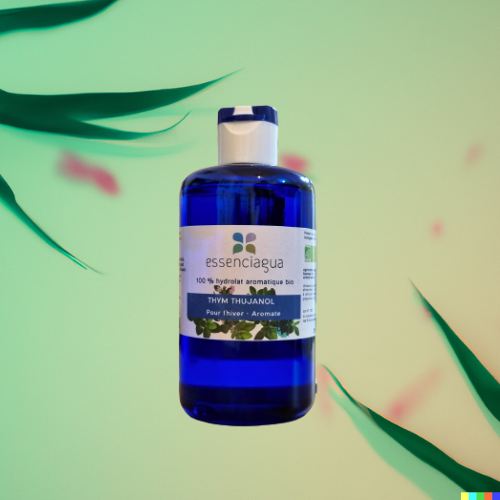 essenciagua
100 % hydrolat aromatique bio
THYM THUJANOL
Pour l'hiver - Aromate